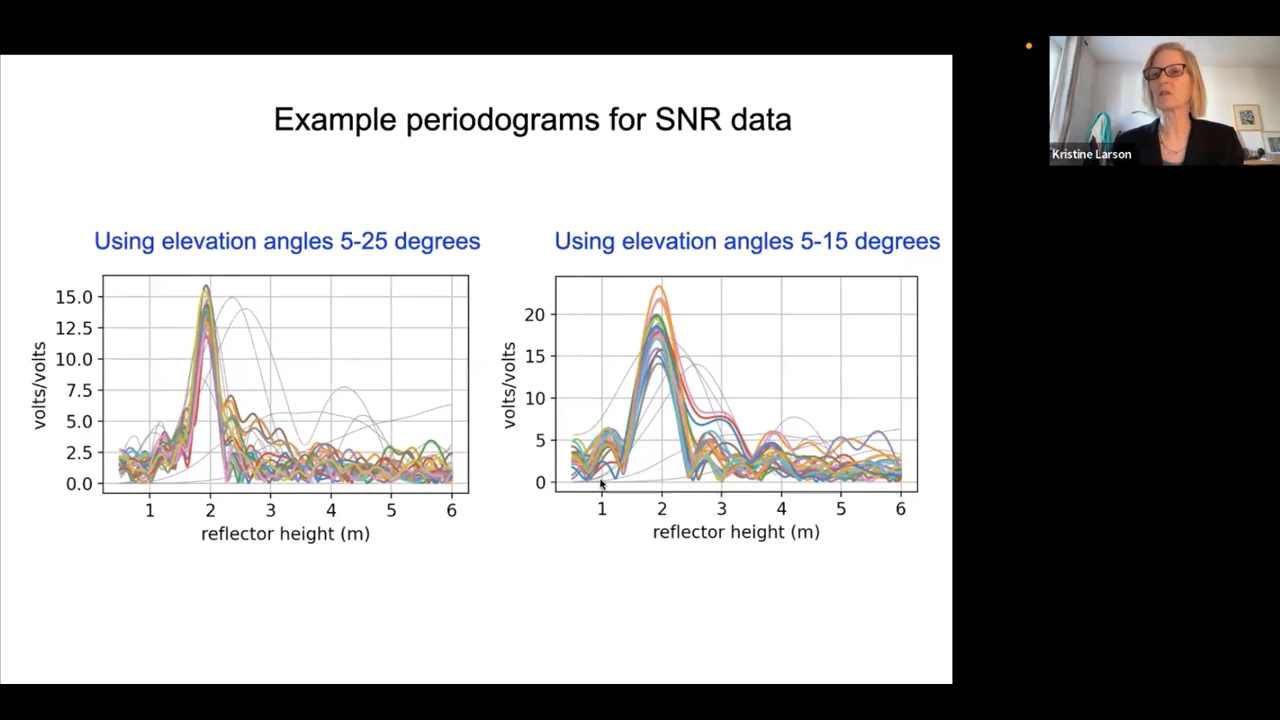 Example periodograms for SNR data
Kristine Larson
Using elevation angles 5-25 degrees
Using elevation angles 5-15 degrees
volts/volts
15.0
12.5
10.0
7.5
5.0
2.5
0.0
1 2 3 4 5 6
reflector height (m)
volts/volts
20
15
10
5
0
1 2 3 4 5 6
reflector height (m)